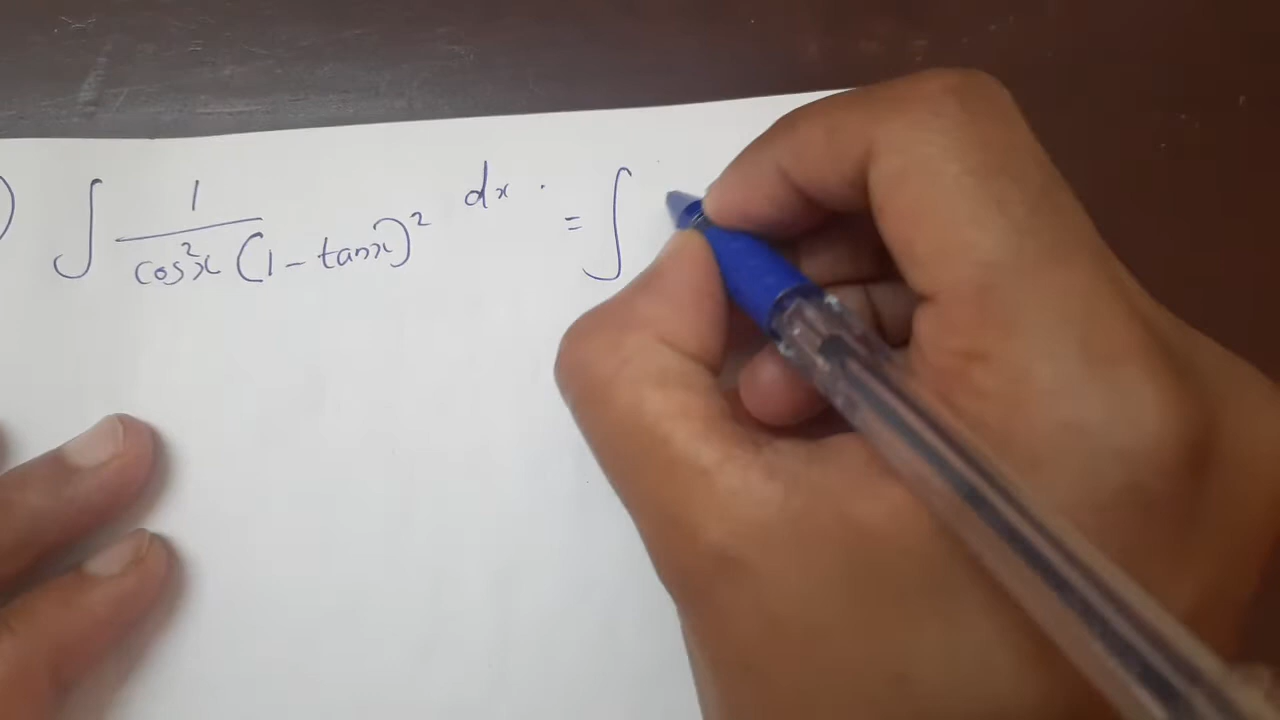 ) ∫ 1 / cos²x (1 - tanx)² dx . = ∫